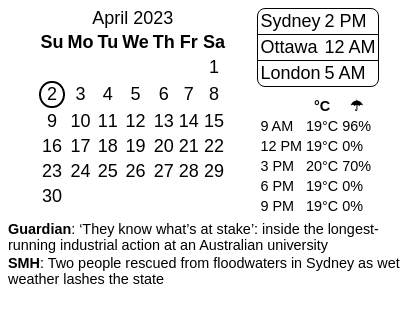 April 2023
Su Mo Tu We Th Fr Sa
1
2 3 4 5 6 7 8
9 10 11 12 13 14 15
16 17 18 19 20 21 22
23 24 25 26 27 28 29
30
Sydney 2 PM
Ottawa 12 AM
London 5 AM
°C ☂
9 AM 19°C 96%
12 PM 19°C 0%
3 PM 20°C 70%
6 PM 19°C 0%
9 PM 19°C 0%
Guardian: ‘They know what’s at stake’: inside the longest-
running industrial action at an Australian university
SMH: Two people rescued from floodwaters in Sydney as wet
weather lashes the state